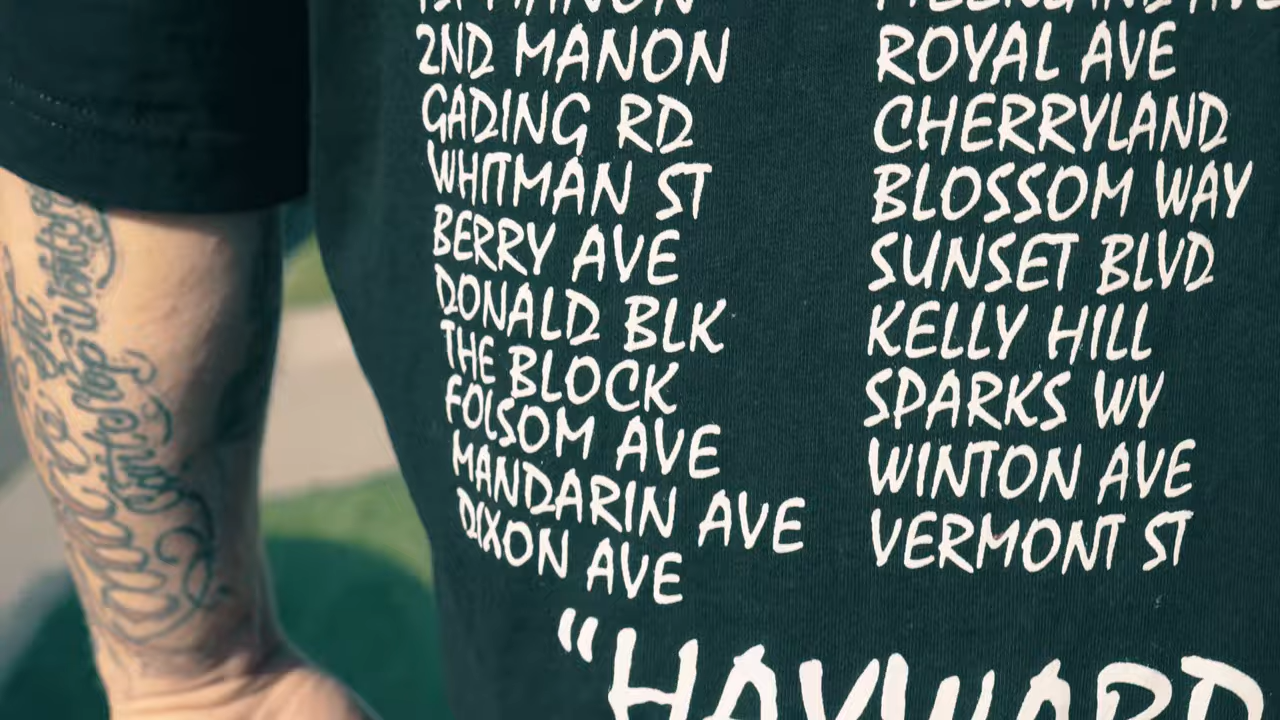 2ND MANON
GADING RD
WHITMAN ST
BERRY AVE
DONALD BLK
THE BLOCK
FOLSOM AVE
MANDARIN AVE
DIXON AVE
ROYAL AVE
CHERRYLAND
BLOSSOM WAY
SUNSET BLVD
KELLY HILL
SPARKS WY
WINTON AVE
VERMONT ST
"HAYWARD